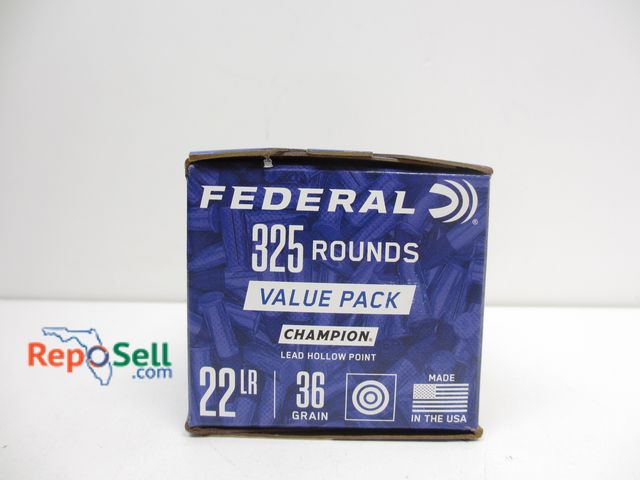 FEDERAL
325 ROUNDS
VALUE PACK
CHAMPION®
LEAD HOLLOW POINT
22 LR
36
GRAIN
MADE
IN THE USA
RepoSell
.com